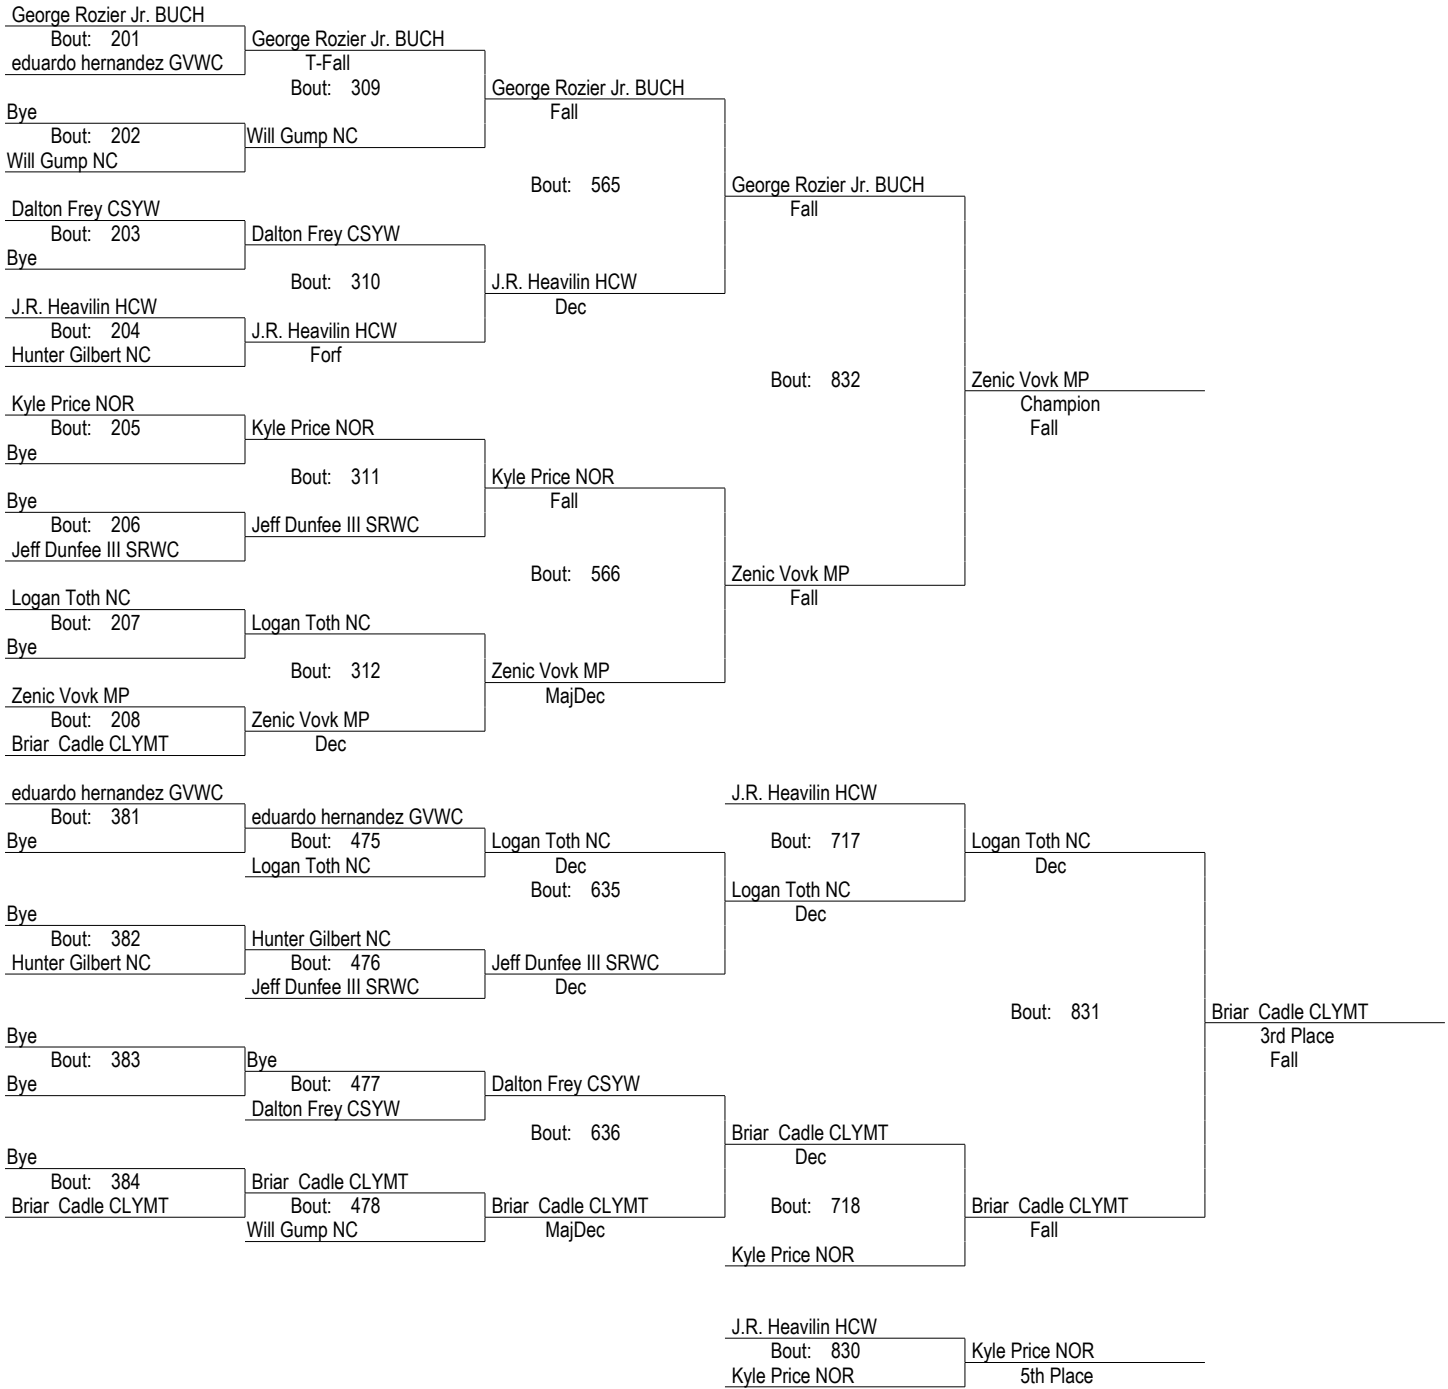 George Rozier Jr. BUCH
Bout: 201
eduardo hernandez GVWC
George Rozier Jr. BUCH
T-Fall
Bout: 309
Bye
Bout: 202
Will Gump NC
Will Gump NC
George Rozier Jr. BUCH
Fall
Bout: 565
Dalton Frey CSYW
Bout: 203
Bye
Dalton Frey CSYW
Bout: 310
J.R. Heavilin HCW
Bout: 204
Hunter Gilbert NC
J.R. Heavilin HCW
Forf
J.R. Heavilin HCW
Dec
George Rozier Jr. BUCH
Fall
Bout: 832
Kyle Price NOR
Bout: 205
Bye
Kyle Price NOR
Bout: 311
Bye
Bout: 206
Jeff Dunfee III SRWC
Jeff Dunfee III SRWC
Kyle Price NOR
Fall
Bout: 566
Logan Toth NC
Bout: 207
Bye
Logan Toth NC
Bout: 312
Zenic Vovk MP
Bout: 208
Briar Cadle CLYMT
Zenic Vovk MP
Dec
Zenic Vovk MP
MajDec
Zenic Vovk MP
Fall
Zenic Vovk MP
Champion
Fall
eduardo hernandez GVWC
Bout: 381
Bye
eduardo hernandez GVWC
Bout: 475
Logan Toth NC
Logan Toth NC
Dec
Bout: 635
Bye
Bout: 382
Hunter Gilbert NC
Hunter Gilbert NC
Bout: 476
Jeff Dunfee III SRWC
Jeff Dunfee III SRWC
Dec
J.R. Heavilin HCW
Bout: 717
Logan Toth NC
Dec
Logan Toth NC
Dec
Bout: 831
Bye
Bout: 383
Bye
Bye
Bout: 477
Dalton Frey CSYW
Dalton Frey CSYW
Bout: 636
Bye
Bout: 384
Briar Cadle CLYMT
Briar Cadle CLYMT
Bout: 478
Will Gump NC
Briar Cadle CLYMT
MajDec
Briar Cadle CLYMT
Dec
Bout: 718
Kyle Price NOR
Briar Cadle CLYMT
Fall
Briar Cadle CLYMT
3rd Place
Fall
J.R. Heavilin HCW
Bout: 830
Kyle Price NOR
Kyle Price NOR
5th Place